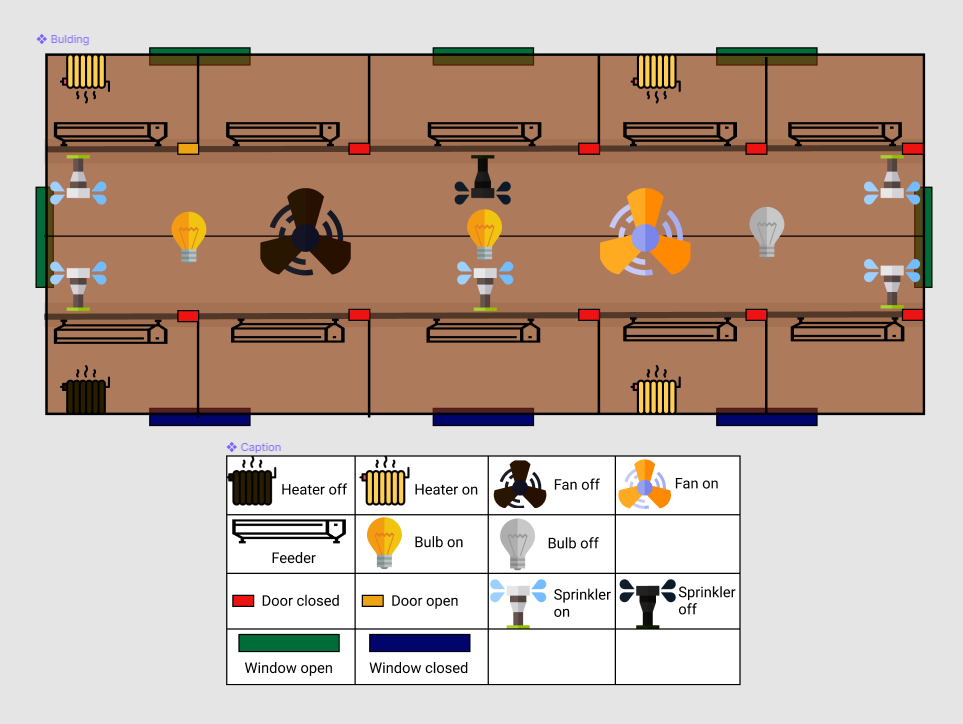 Bulding
Caption
Heater off
Heater on
Fan off
Fan on
Feeder
Bulb on
Bulb off
Door closed
Door open
Sprinkler
on
Sprinkler
off
Window open
Window closed